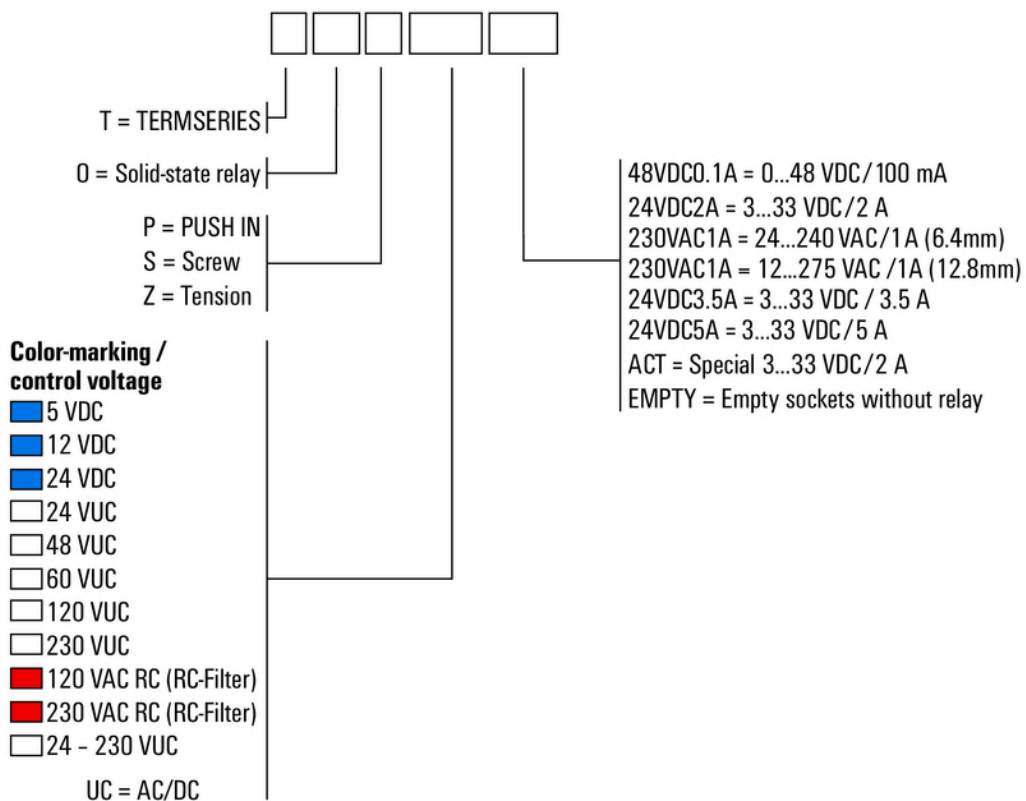 T = TERMSERIES
O = Solid-state relay
P = PUSH IN
S = Screw
Z = Tension
Color-marking /
control voltage
5 VDC
12 VDC
24 VDC
24 VUC
48 VUC
60 VUC
120 VUC
230 VUC
120 VAC RC (RC-Filter)
230 VAC RC (RC-Filter)
24 – 230 VUC
UC = AC/DC
48VDC0.1A = 0...48 VDC/100 mA
24VDC2A = 3...33 VDC/2 A
230VAC1A = 24...240 VAC/1A (6.4mm)
230VAC1A = 12...275 VAC /1A (12.8mm)
24VDC3.5A = 3...33 VDC / 3.5 A
24VDC5A = 3...33 VDC/5 A
ACT = Special 3...33 VDC/2 A
EMPTY = Empty sockets without relay